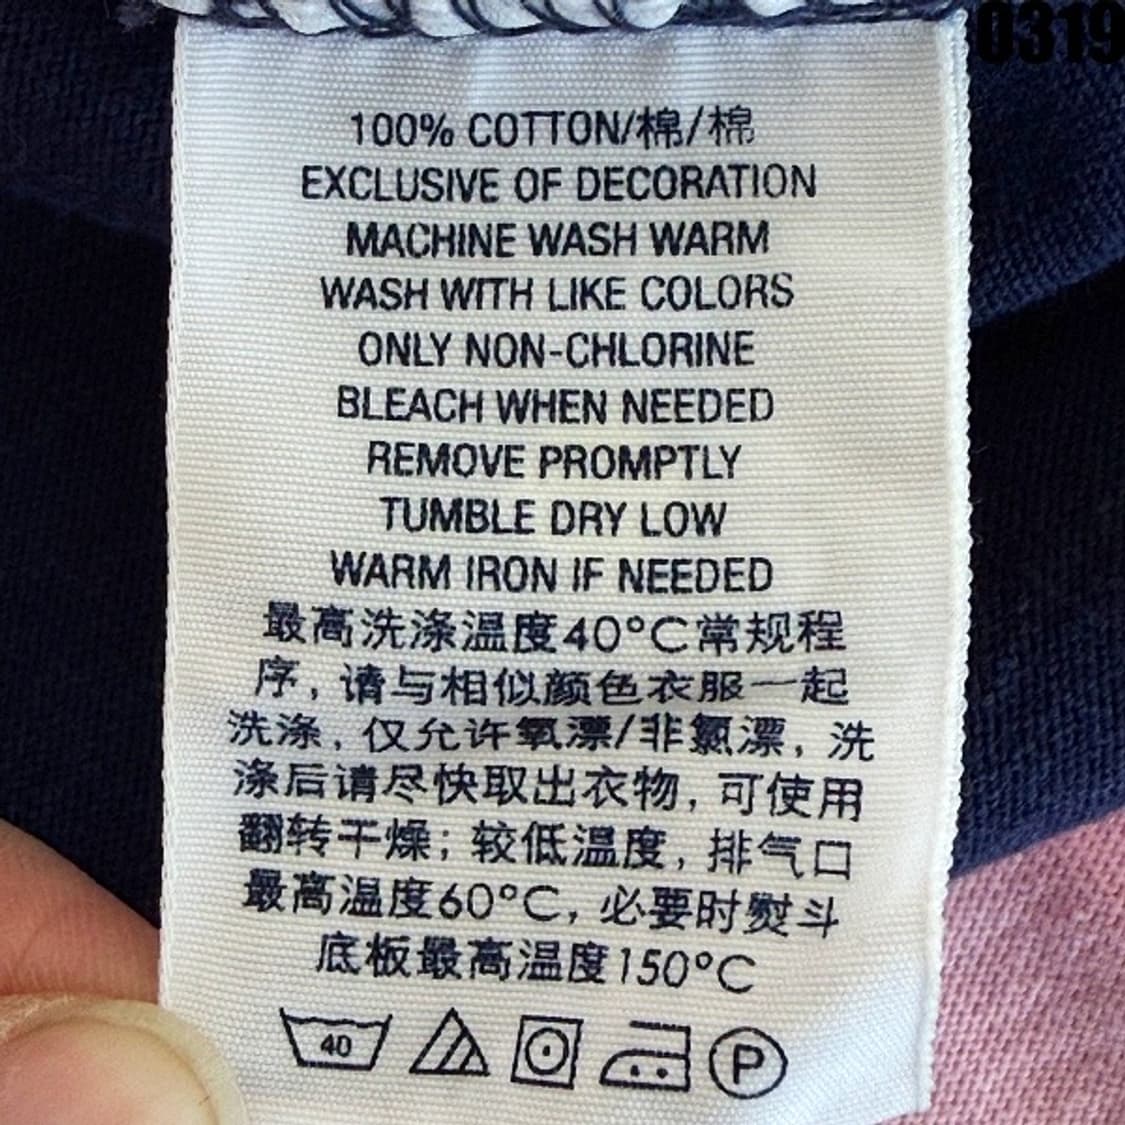 0319
100% COTTON/棉/棉
EXCLUSIVE OF DECORATION
MACHINE WASH WARM
WASH WITH LIKE COLORS
ONLY NON-CHLORINE
BLEACH WHEN NEEDED
REMOVE PROMPTLY
TUMBLE DRY LOW
WARM IRON IF NEEDED
最高洗涤温度40°C常规程
序，请与相似颜色衣服一起
洗涤，仅允许氧漂/非氯漂，洗
涤后请尽快取出衣物，可使用
翻转干燥；较低温度，排气口
最高温度60°C，必要时熨斗
底板最高温度150°C
40 P